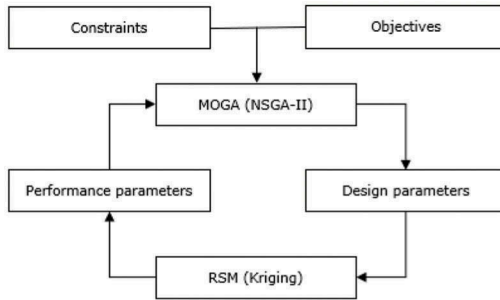 Constraints
Objectives
MOGA (NSGA-II)
Performance parameters
Design parameters
RSM (Kriging)